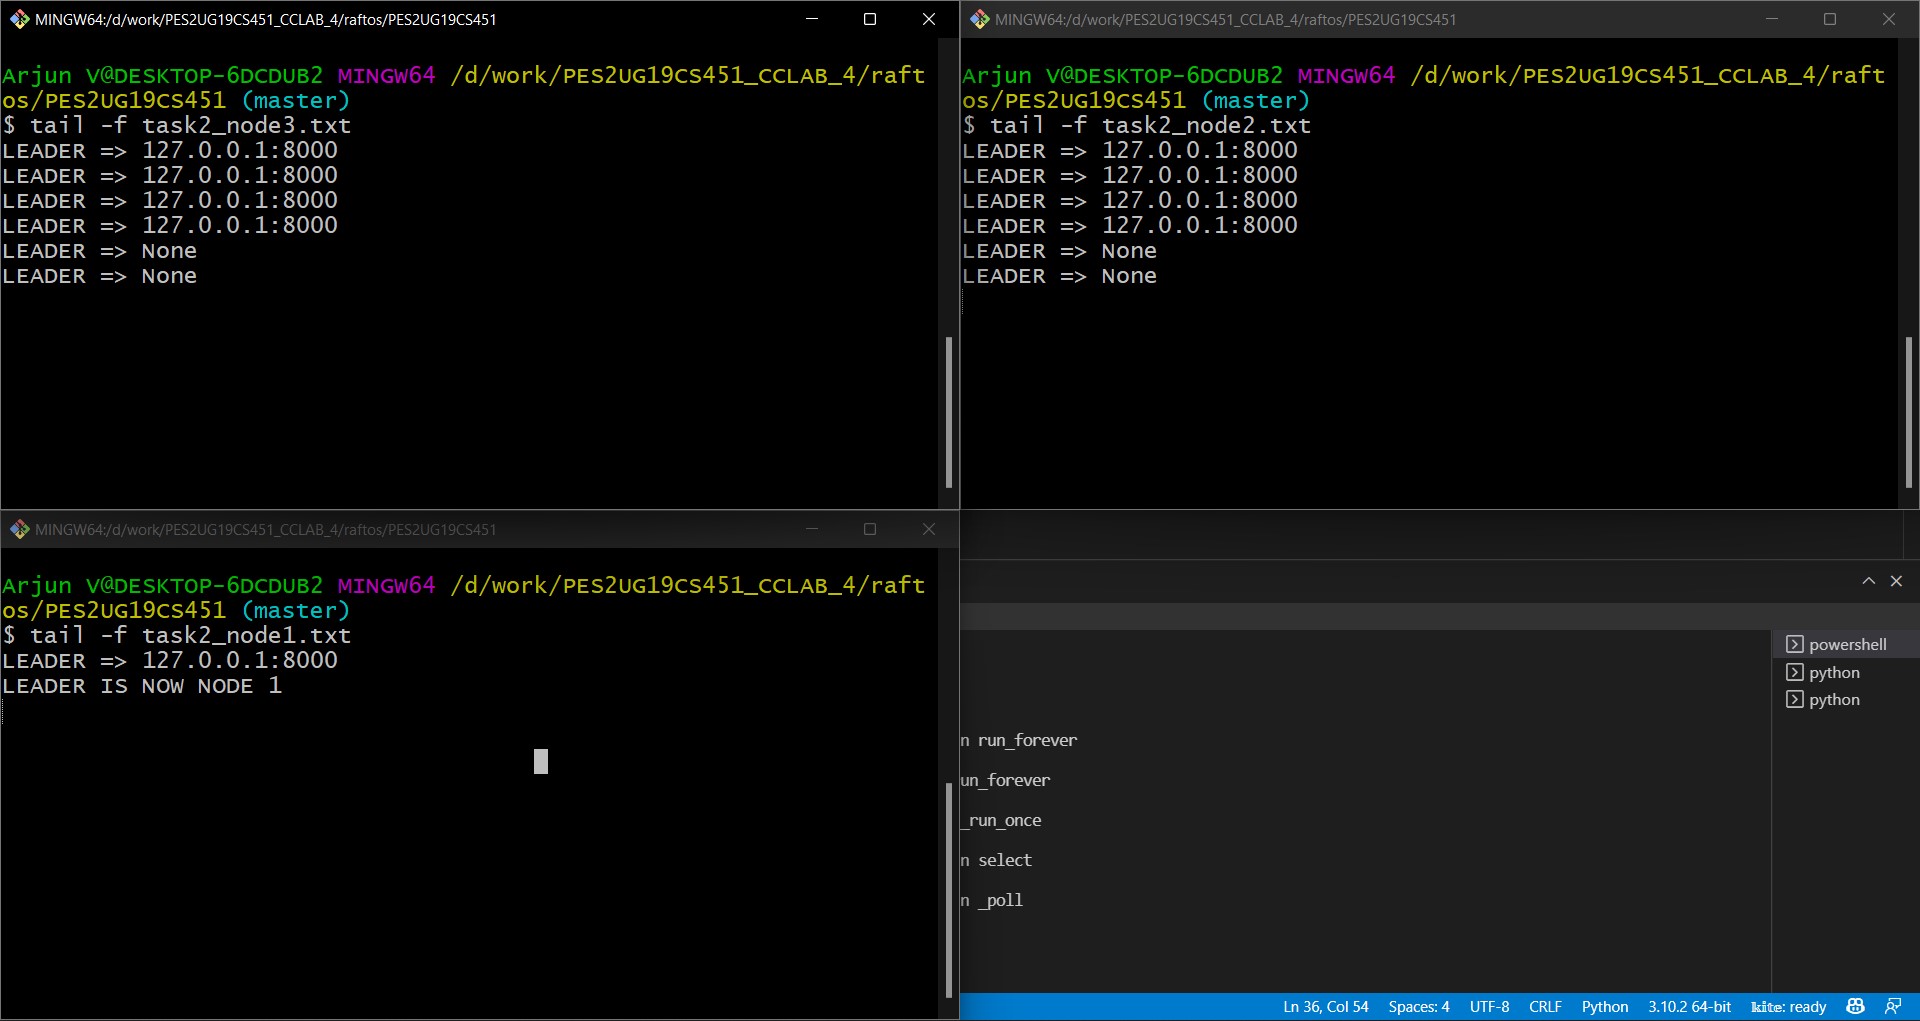 MINGW64:/d/work/PES2UG19CS451_CCLAB_4/raftos/PES2UG19CS451
Arjun V@DESKTOP-6DCDUB2 MINGW64 /d/work/PES2UG19CS451_CCLAB_4/raft
os/PES2UG19CS451 (master)
$ tail -f task2_node3.txt
LEADER => 127.0.0.1:8000
LEADER => 127.0.0.1:8000
LEADER => 127.0.0.1:8000
LEADER => 127.0.0.1:8000
LEADER => None
LEADER => None
MINGW64:/d/work/PES2UG19CS451_CCLAB_4/raftos/PES2UG19CS451
Arjun V@DESKTOP-6DCDUB2 MINGW64 /d/work/PES2UG19CS451_CCLAB_4/raft
os/PES2UG19CS451 (master)
$ tail -f task2_node2.txt
LEADER => 127.0.0.1:8000
LEADER => 127.0.0.1:8000
LEADER => 127.0.0.1:8000
LEADER => 127.0.0.1:8000
LEADER => None
LEADER => None
MINGW64:/d/work/PES2UG19CS451_CCLAB_4/raftos/PES2UG19CS451
Arjun V@DESKTOP-6DCDUB2 MINGW64 /d/work/PES2UG19CS451_CCLAB_4/raft
os/PES2UG19CS451 (master)
$ tail -f task2_node1.txt
LEADER => 127.0.0.1:8000
LEADER IS NOW NODE 1
n run_forever
un_forever
_run_once
n select
n _poll
powershell
python
python
Ln 36, Col 54 Spaces: 4 UTF-8 CRLF Python 3.10.2 64-bit kite: ready